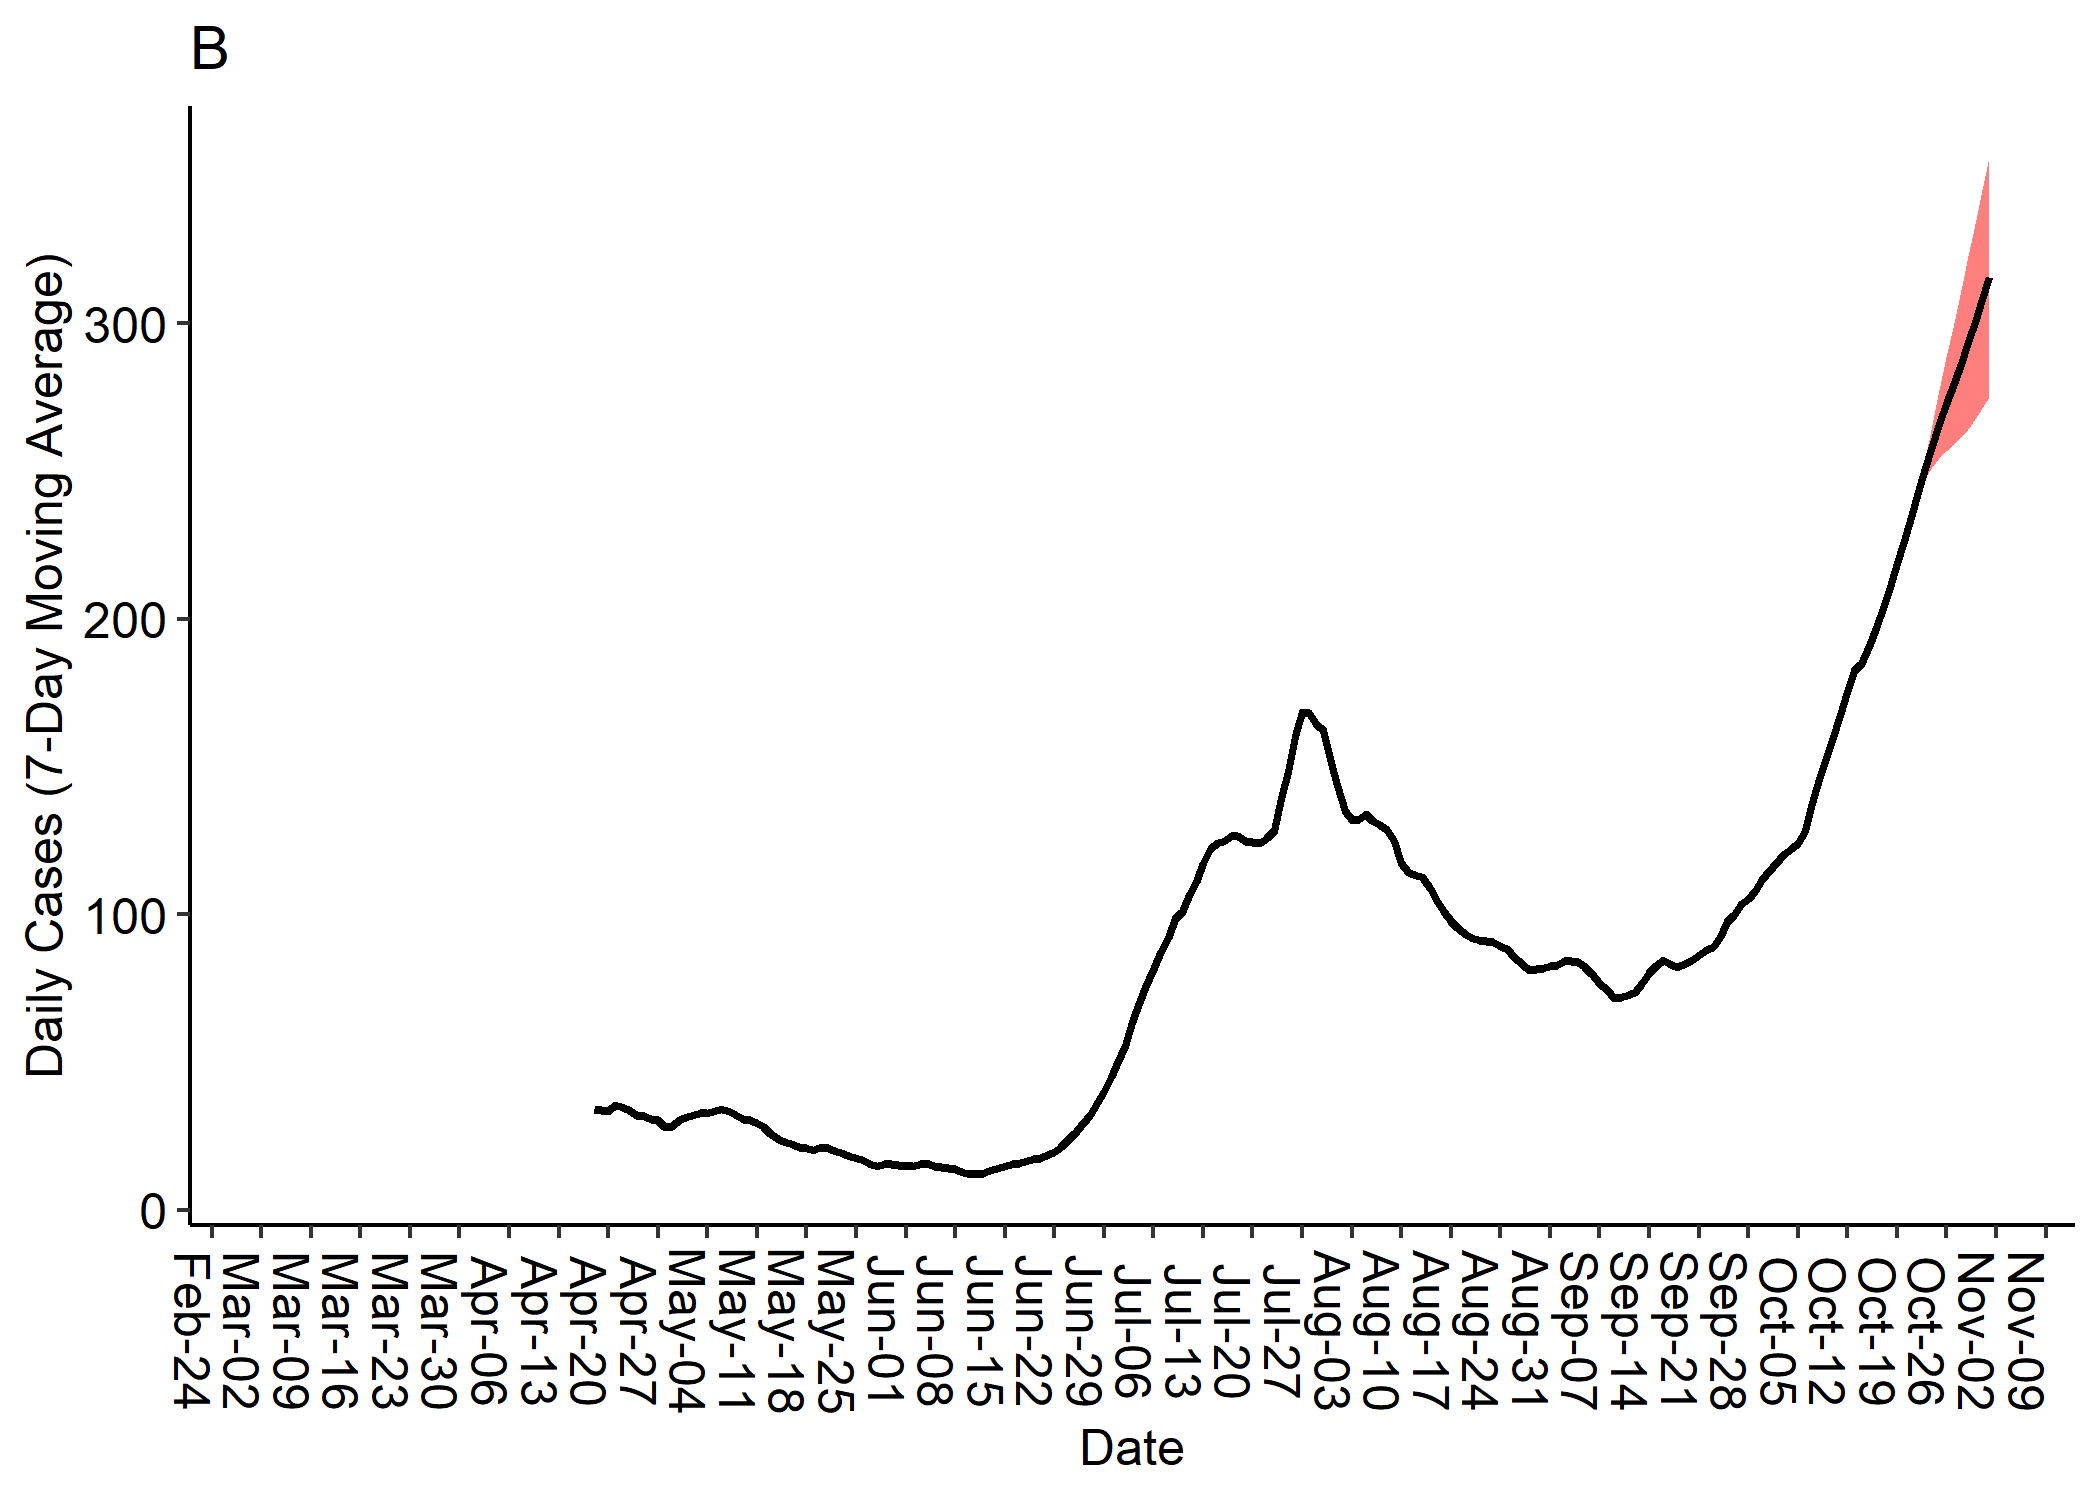 B
Daily Cases (7-Day Moving Average)
300
200
100
0
Feb-24
Mar-02
Mar-09
Mar-16
Mar-23
Mar-30
Apr-06
Apr-13
Apr-20
Apr-27
May-04
May-11
May-18
May-25
Jun-01
Jun-08
Jun-15
Jun-22
Jun-29
Jul-06
Jul-13
Jul-20
Jul-27
Aug-03
Aug-10
Aug-17
Aug-24
Aug-31
Sep-07
Sep-14
Sep-21
Sep-28
Oct-05
Oct-12
Oct-19
Oct-26
Nov-02
Nov-09
Date